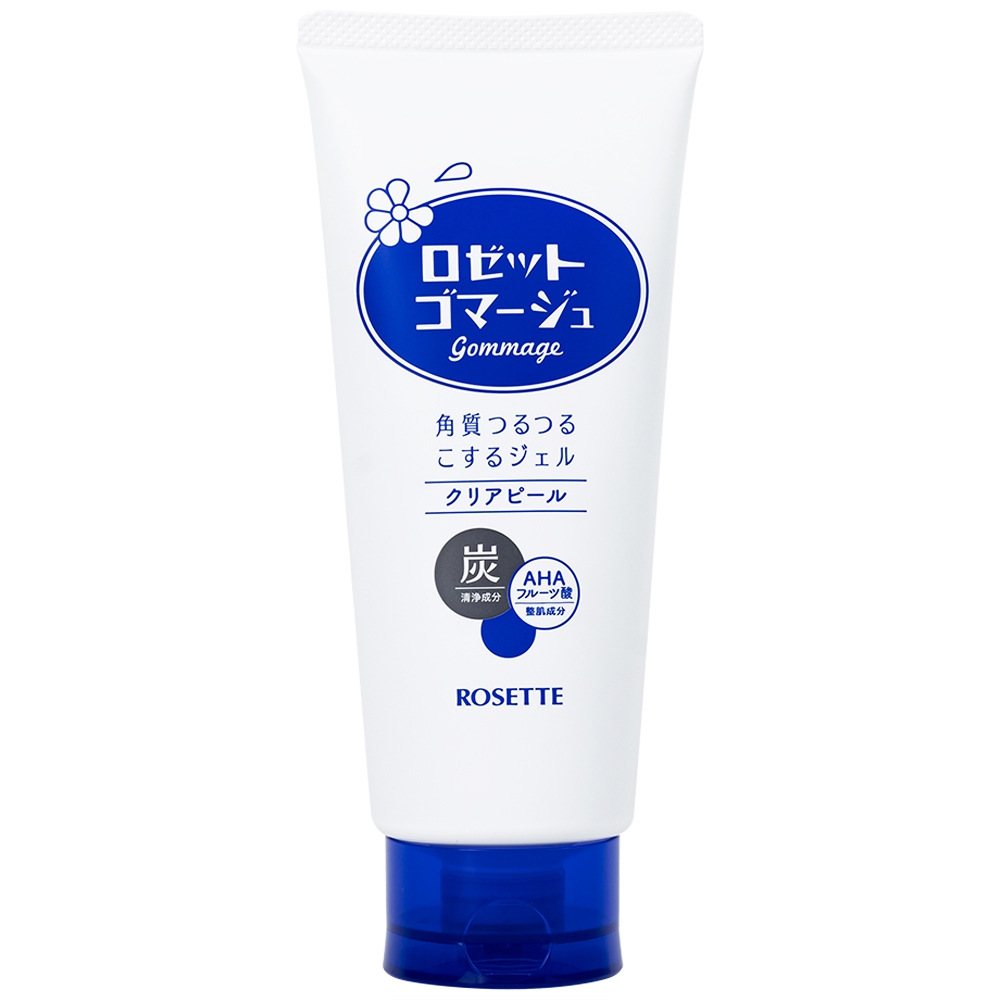 ロゼット
ゴマージュ
Gommage
角質つるつる
こするジェル
クリアピール
炭
清浄成分
AHA
フルーツ酸
整肌成分
ROSETTE